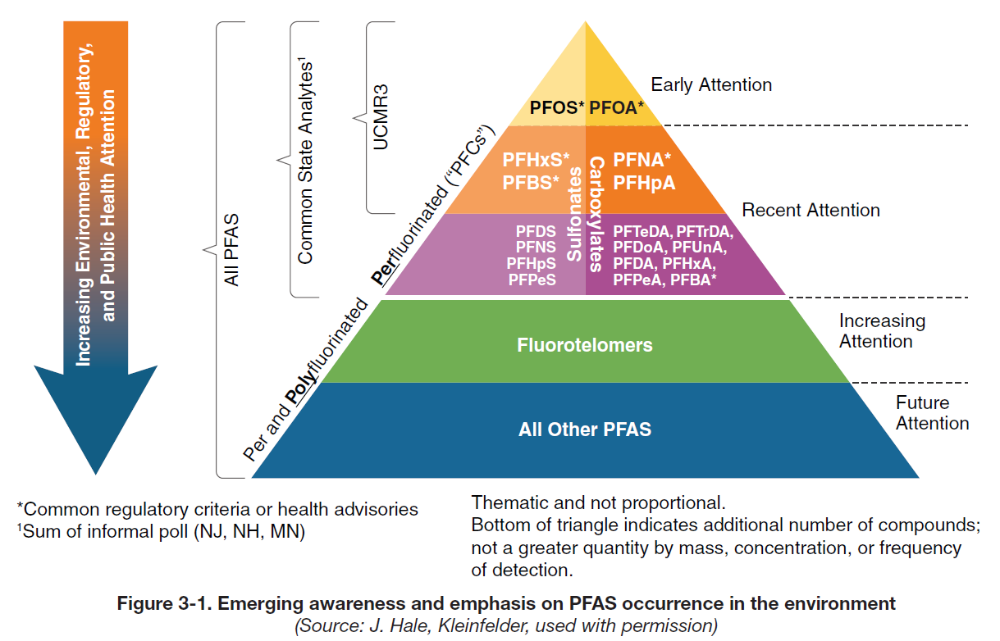 Increasing Environmental, Regulatory,
and Public Health Attention
All PFAS
Common State Analytes¹
UCMR3
Perfluorinated (“PFCs”)
Per and Polyfluorinated
PFOS* PFOA*
Early Attention
Sulfonates
Carboxylates
PFHxS*
PFBS*
PFNA*
PFHpA
Recent Attention
PFDS
PFNS
PFHpS
PFPeS
PFTeDA, PFTrDA,
PFDoA, PFUnA,
PFDA, PFHxA,
PFPeA, PFBA*
Fluorotelomers
Increasing
Attention
All Other PFAS
Future
Attention
*Common regulatory criteria or health advisories
¹Sum of informal poll (NJ, NH, MN)
Thematic and not proportional.
Bottom of triangle indicates additional number of compounds;
not a greater quantity by mass, concentration, or frequency
of detection.
Figure 3-1. Emerging awareness and emphasis on PFAS occurrence in the environment
(Source: J. Hale, Kleinfelder, used with permission)